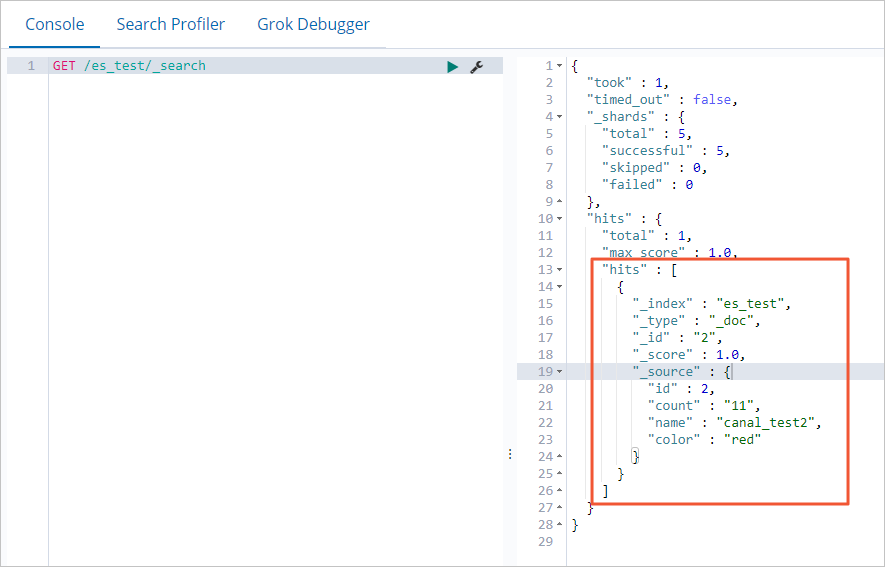 Console Search Profiler Grok Debugger
1 GET /es_test/_search
1 {
2 "took" : 1,
3 "timed_out" : false,
4 "_shards" : {
5 "total" : 5,
6 "successful" : 5,
7 "skipped" : 0,
8 "failed" : 0
9 },
10 "hits" : {
11 "total" : 1,
12 "max_score" : 1.0,
13 "hits" : [
14 {
15 "_index" : "es_test",
16 "_type" : "_doc",
17 "_id" : "2",
18 "_score" : 1.0,
19 "_source" : {
20 "id" : 2,
21 "count" : "11",
22 "name" : "canal_test2",
23 "color" : "red"
24 }
25 }
26 ]
27 }
28 }
29